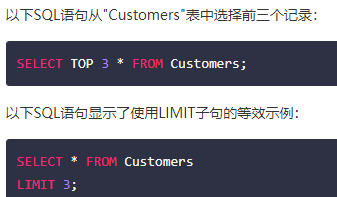 以下SQL语句从"Customers"表中选择前三个记录：
SELECT TOP 3 * FROM Customers;
以下SQL语句显示了使用LIMIT子句的等效示例：
SELECT * FROM Customers
LIMIT 3;